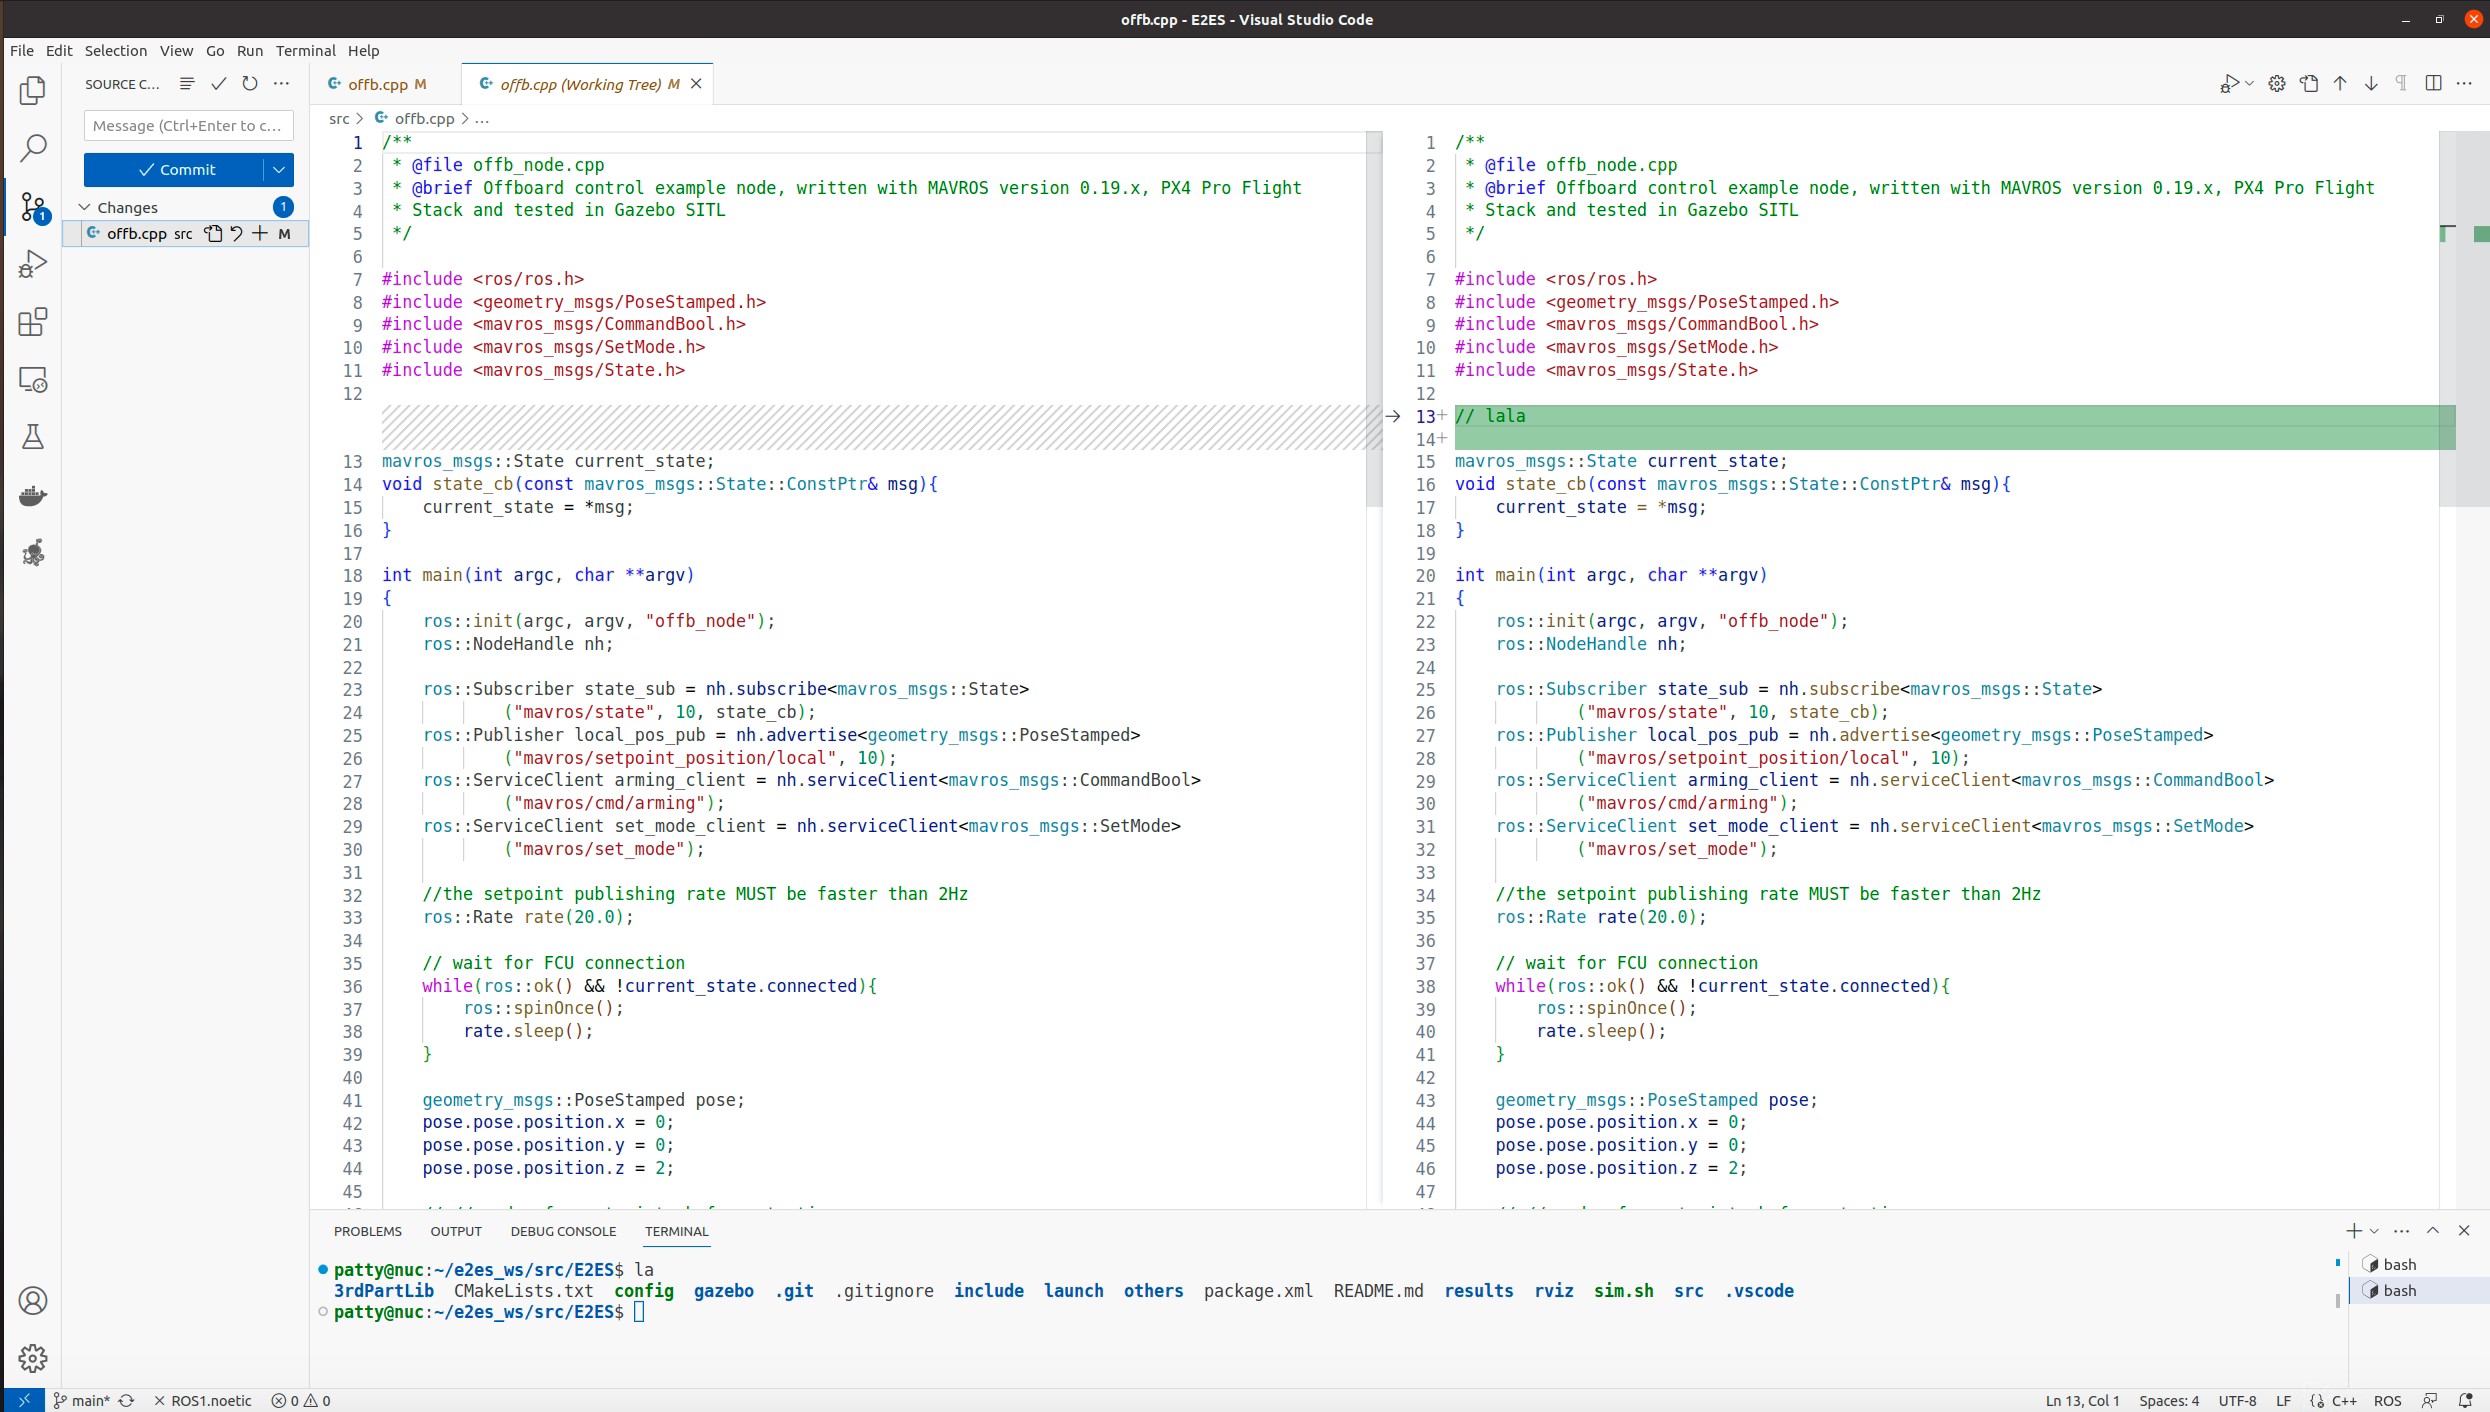 offb.cpp - E2ES - Visual Studio Code
File Edit Selection View Go Run Terminal Help
SOURCE C...
Message (Ctrl+Enter to c...
Commit
Changes 1
offb.cpp src M
1
offb.cpp M
offb.cpp (Working Tree) M
src > offb.cpp > ...
1 /**
2 * @file offb_node.cpp
3 * @brief Offboard control example node, written with MAVROS version 0.19.x, PX4 Pro Flight
4 * Stack and tested in Gazebo SITL
5 */
6
7 #include <ros/ros.h>
8 #include <geometry_msgs/PoseStamped.h>
9 #include <mavros_msgs/CommandBool.h>
10 #include <mavros_msgs/SetMode.h>
11 #include <mavros_msgs/State.h>
12
13 mavros_msgs::State current_state;
14 void state_cb(const mavros_msgs::State::ConstPtr& msg){
15 current_state = *msg;
16 }
17
18 int main(int argc, char **argv)
19 {
20 ros::init(argc, argv, "offb_node");
21 ros::NodeHandle nh;
22
23 ros::Subscriber state_sub = nh.subscribe<mavros_msgs::State>
24 ("mavros/state", 10, state_cb);
25 ros::Publisher local_pos_pub = nh.advertise<geometry_msgs::PoseStamped>
26 ("mavros/setpoint_position/local", 10);
27 ros::ServiceClient arming_client = nh.serviceClient<mavros_msgs::CommandBool>
28 ("mavros/cmd/arming");
29 ros::ServiceClient set_mode_client = nh.serviceClient<mavros_msgs::SetMode>
30 ("mavros/set_mode");
31
32 //the setpoint publishing rate MUST be faster than 2Hz
33 ros::Rate rate(20.0);
34
35 // wait for FCU connection
36 while(ros::ok() && !current_state.connected){
37 ros::spinOnce();
38 rate.sleep();
39 }
40
41 geometry_msgs::PoseStamped pose;
42 pose.pose.position.x = 0;
43 pose.pose.position.y = 0;
44 pose.pose.position.z = 2;
45
1 /**
2 * @file offb_node.cpp
3 * @brief Offboard control example node, written with MAVROS version 0.19.x, PX4 Pro Flight
4 * Stack and tested in Gazebo SITL
5 */
6
7 #include <ros/ros.h>
8 #include <geometry_msgs/PoseStamped.h>
9 #include <mavros_msgs/CommandBool.h>
10 #include <mavros_msgs/SetMode.h>
11 #include <mavros_msgs/State.h>
12
13+ // lala
14+
15 mavros_msgs::State current_state;
16 void state_cb(const mavros_msgs::State::ConstPtr& msg){
17 current_state = *msg;
18 }
19
20 int main(int argc, char **argv)
21 {
22 ros::init(argc, argv, "offb_node");
23 ros::NodeHandle nh;
24
25 ros::Subscriber state_sub = nh.subscribe<mavros_msgs::State>
26 ("mavros/state", 10, state_cb);
27 ros::Publisher local_pos_pub = nh.advertise<geometry_msgs::PoseStamped>
28 ("mavros/setpoint_position/local", 10);
29 ros::ServiceClient arming_client = nh.serviceClient<mavros_msgs::CommandBool>
30 ("mavros/cmd/arming");
31 ros::ServiceClient set_mode_client = nh.serviceClient<mavros_msgs::SetMode>
32 ("mavros/set_mode");
33
34 //the setpoint publishing rate MUST be faster than 2Hz
35 ros::Rate rate(20.0);
36
37 // wait for FCU connection
38 while(ros::ok() && !current_state.connected){
39 ros::spinOnce();
40 rate.sleep();
41 }
42
43 geometry_msgs::PoseStamped pose;
44 pose.pose.position.x = 0;
45 pose.pose.position.y = 0;
46 pose.pose.position.z = 2;
47
PROBLEMS OUTPUT DEBUG CONSOLE TERMINAL
patty@nuc:~/e2es_ws/src/E2ES$ la
3rdPartLib CMakeLists.txt config gazebo .git .gitignore include launch others package.xml README.md results rviz sim.sh src .vscode
patty@nuc:~/e2es_ws/src/E2ES$
bash
bash
main* ROS1.noetic 0 0
Ln 13, Col 1 Spaces: 4 UTF-8 LF C++ ROS